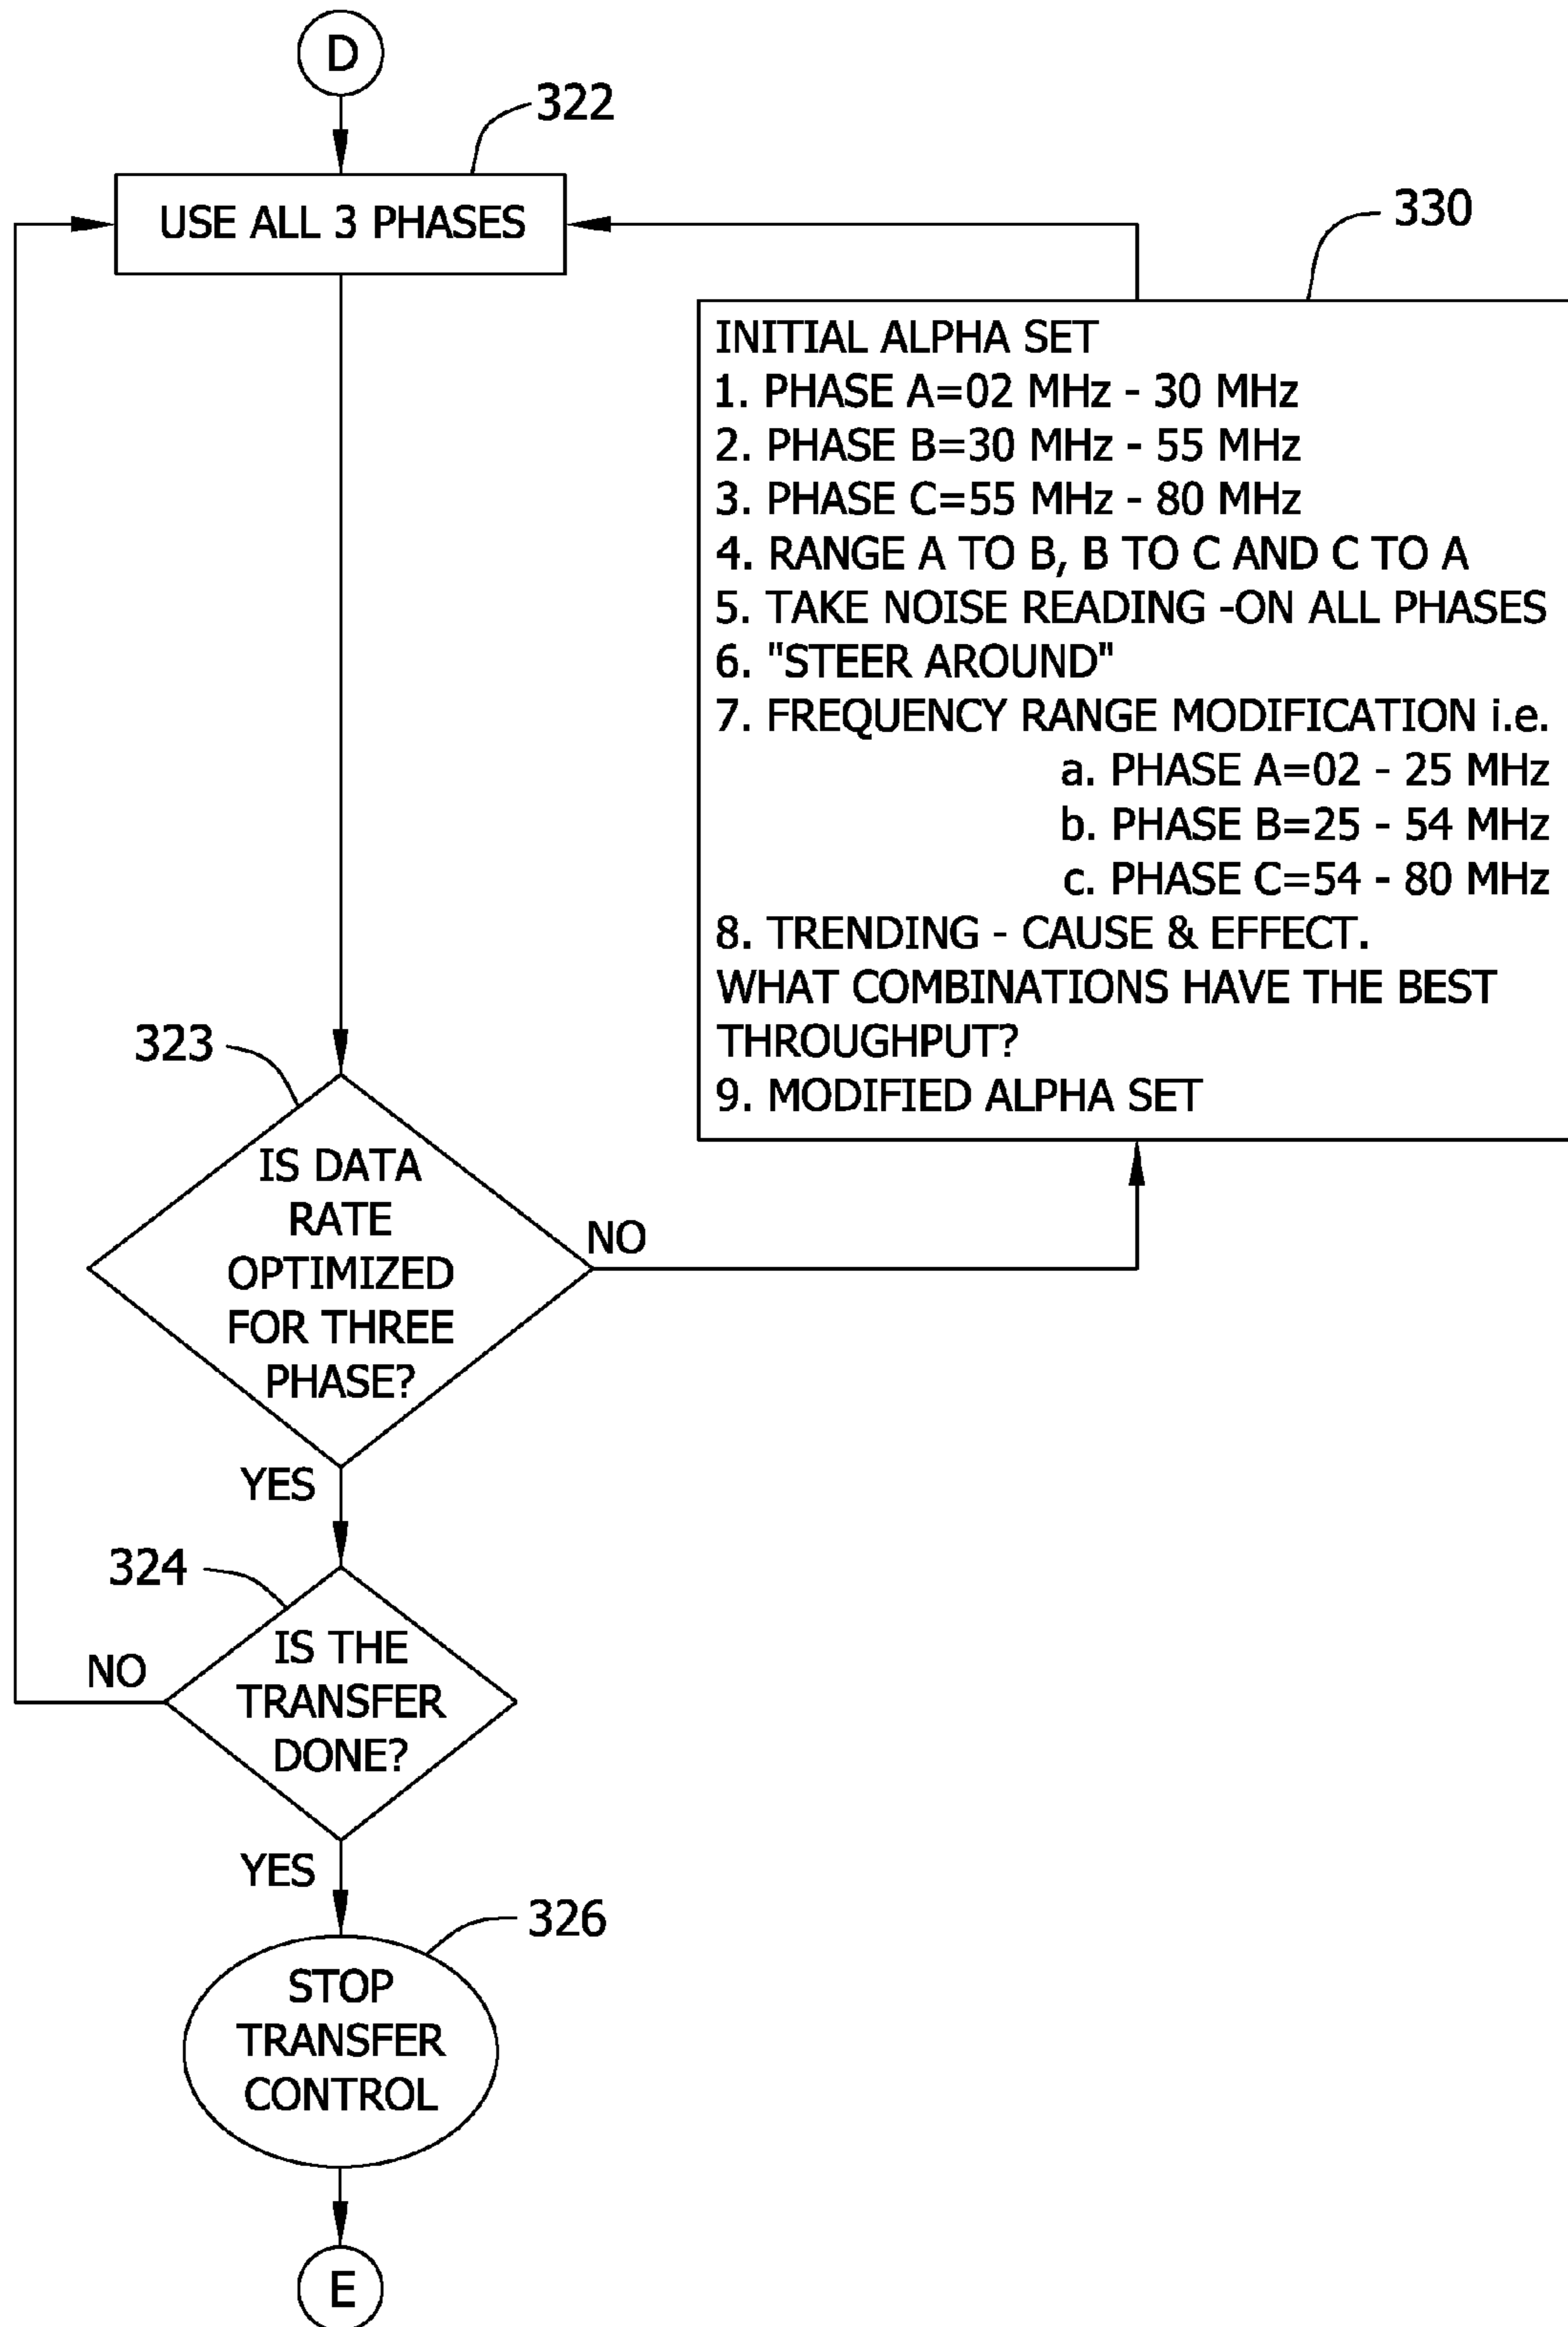 D
322
USE ALL 3 PHASES
330
INITIAL ALPHA SET
1. PHASE A=02 MHz - 30 MHz
2. PHASE B=30 MHz - 55 MHz
3. PHASE C=55 MHz - 80 MHz
4. RANGE A TO B, B TO C AND C TO A
5. TAKE NOISE READING -ON ALL PHASES
6. "STEER AROUND"
7. FREQUENCY RANGE MODIFICATION i.e.
a. PHASE A=02 - 25 MHz
b. PHASE B=25 - 54 MHz
c. PHASE C=54 - 80 MHz
8. TRENDING - CAUSE & EFFECT.
WHAT COMBINATIONS HAVE THE BEST
THROUGHPUT?
9. MODIFIED ALPHA SET
323
IS DATA
RATE
OPTIMIZED
FOR THREE
PHASE?
NO
YES
324
IS THE
TRANSFER
DONE?
NO
YES
326
STOP
TRANSFER
CONTROL
E